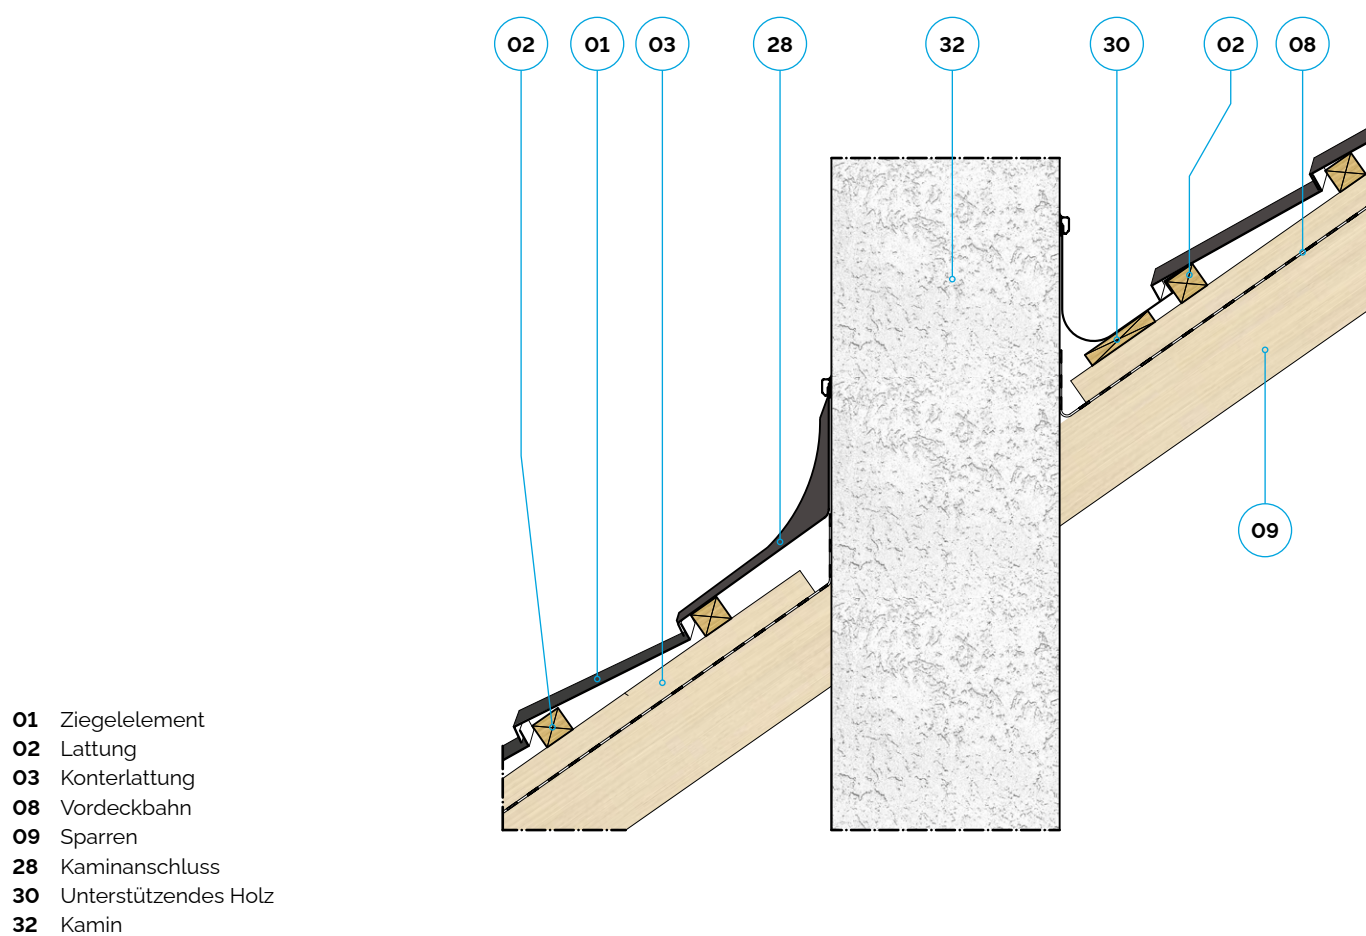 02 01 03 28 32 30 02 08
09
01 Ziegelelement
02 Lattung
03 Konterlattung
08 Vordeckbahn
09 Sparren
28 Kaminanschluss
30 Unterstützendes Holz
32 Kamin